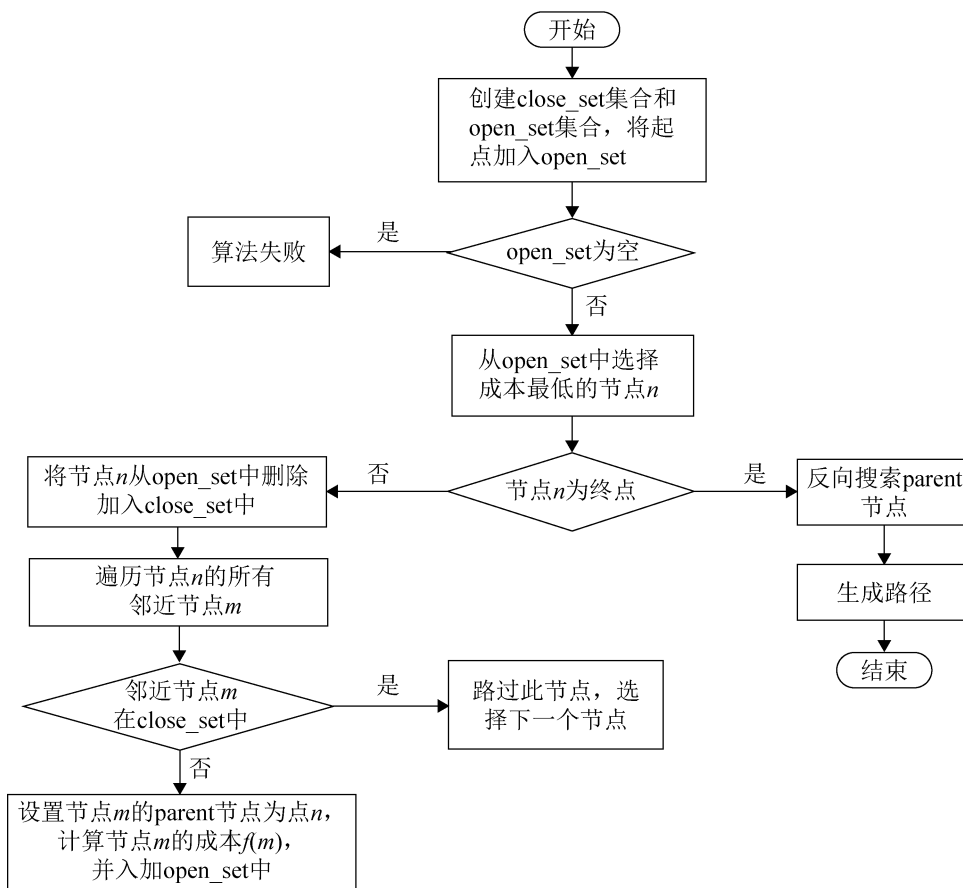 开始
创建close_set集合和
open_set集合，将起
点加入open_set
是
算法失败
open_set为空
否
从open_set中选择
成本最低的节点n
将节点n从open_set中删除
加入close_set中
否
节点n为终点
是
反向搜索parent
节点
遍历节点n的所有
邻近节点m
生成路径
结束
邻近节点m
在close_set中
是
路过此节点，选
择下一个节点
否
设置节点m的parent节点为点n，
计算节点m的成本f(m)，
并入加open_set中